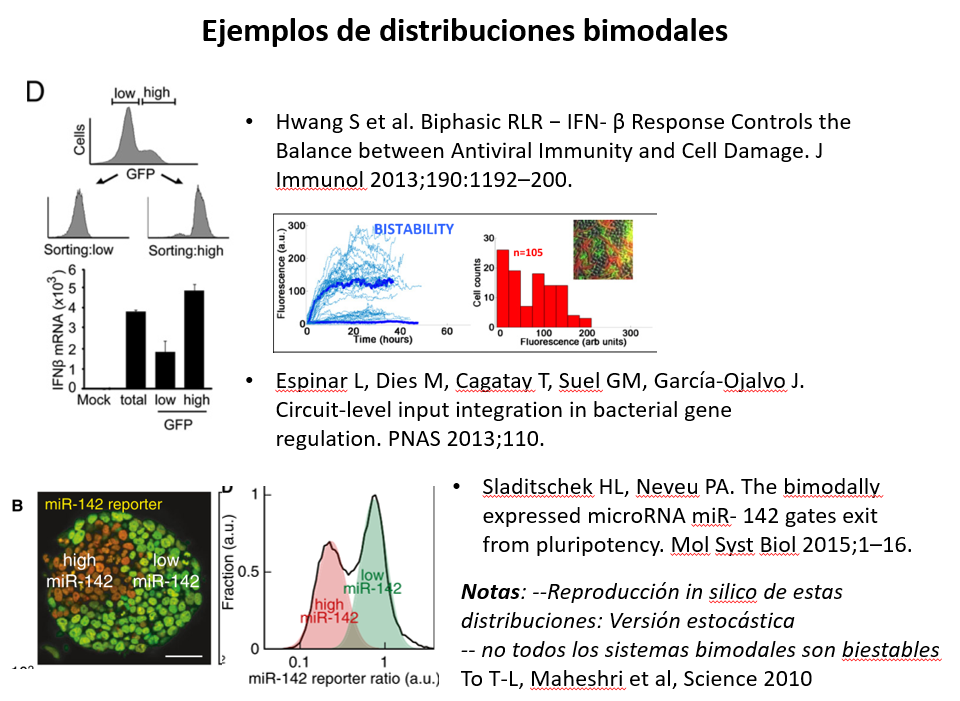 Ejemplos de distribuciones bimodales
D
low high
Cells
GFP
Sorting:low Sorting:high
IFNβ mRNA (x10³)
6
5
4
3
2
1
0
Mock total low high
GFP
• Hwang S et al. Biphasic RLR – IFN- β Response Controls the
Balance between Antiviral Immunity and Cell Damage. J
Immunol 2013;190:1192–200.
BISTABILITY
Fluorescence (a.u.)
300
200
100
0
0 20 40 60
Time (hours)
n=105
Cell counts
30
20
10
0
0 100 200 300
Fluorescence (arb units)
• Espinar L, Dies M, Cagatay T, Suel GM, García-Ojalvo J.
Circuit-level input integration in bacterial gene
regulation. PNAS 2013;110.
B
miR-142 reporter
high low
miR-142 miR-142
Fraction (a.u.)
1
0.5
0
low
miR-142
high
miR-142
0.1 1
miR-142 reporter ratio (a.u.)
• Sladitschek HL, Neveu PA. The bimodally
expressed microRNA miR- 142 gates exit
from pluripotency. Mol Syst Biol 2015;1–16.
Notas: --Reproducción in silico de estas
distribuciones: Versión estocástica
-- no todos los sistemas bimodales son biestables
To T-L, Maheshri et al, Science 2010